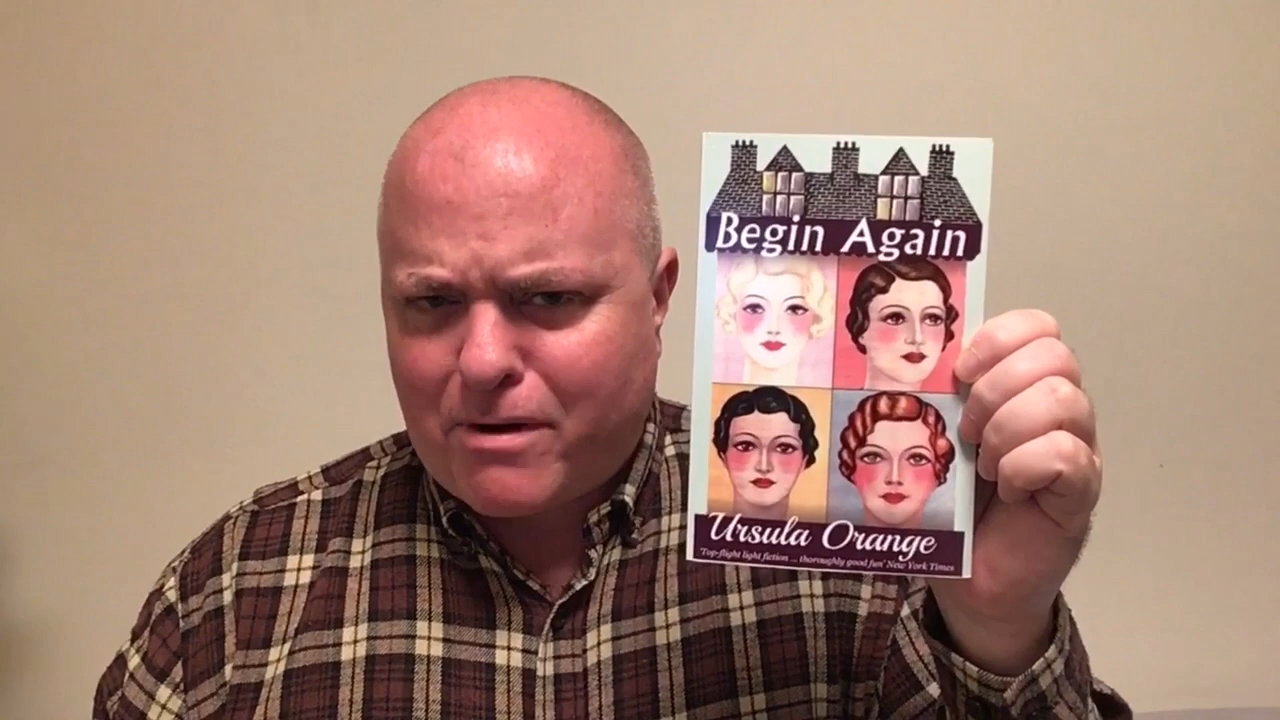 Begin Again
Ursula Orange
'Top-flight light fiction ... thoroughly good fun' New York Times